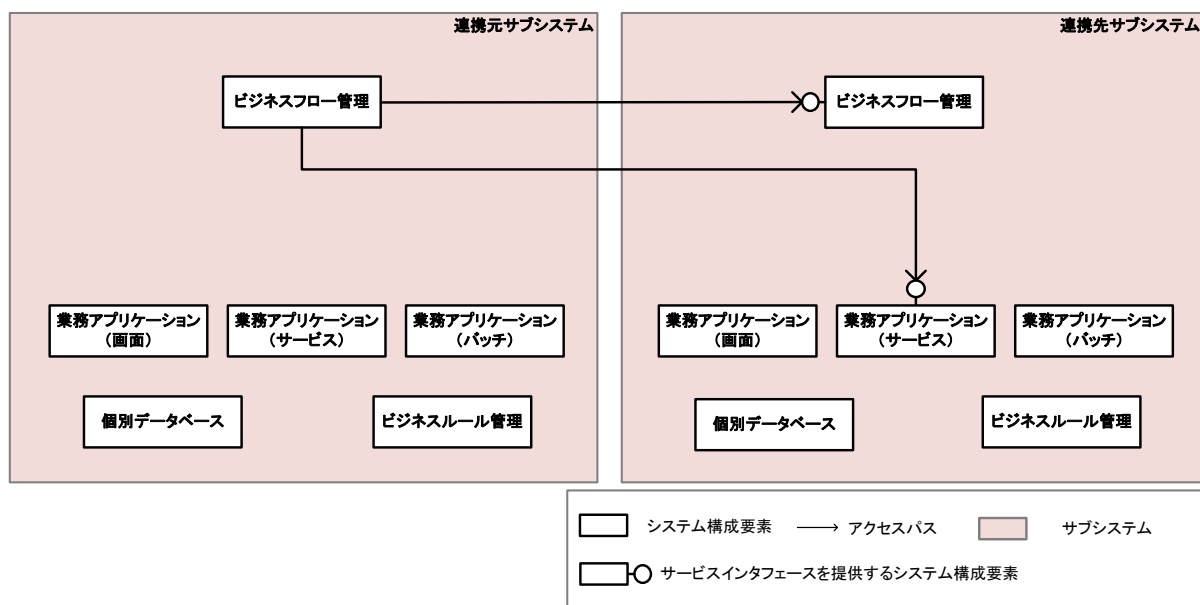 連携元サブシステム
連携先サブシステム
ビジネスフロー管理
ビジネスフロー管理
業務アプリケーション
(画面)
業務アプリケーション
(サービス)
業務アプリケーション
(バッチ)
業務アプリケーション
(画面)
業務アプリケーション
(サービス)
業務アプリケーション
(バッチ)
個別データベース
ビジネスルール管理
個別データベース
ビジネスルール管理
システム構成要素
アクセスパス
サブシステム
サービスインタフェースを提供するシステム構成要素